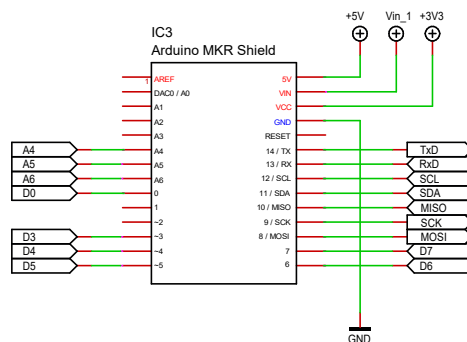 IC3
Arduino MKR Shield
+5V Vin_1 +3V3
1 AREF 5V
DAC0 / A0 VIN
A1 VCC
A2 GND
A3 RESET
A4 A4 14 / TX TxD
A5 A5 13 / RX RxD
A6 A6 12 / SCL SCL
D0 0 11 / SDA SDA
1 10 / MISO MISO
~2 9 / SCK SCK
D3 ~3 8 / MOSI MOSI
D4 ~4 7 D7
D5 ~5 6 D6
GND